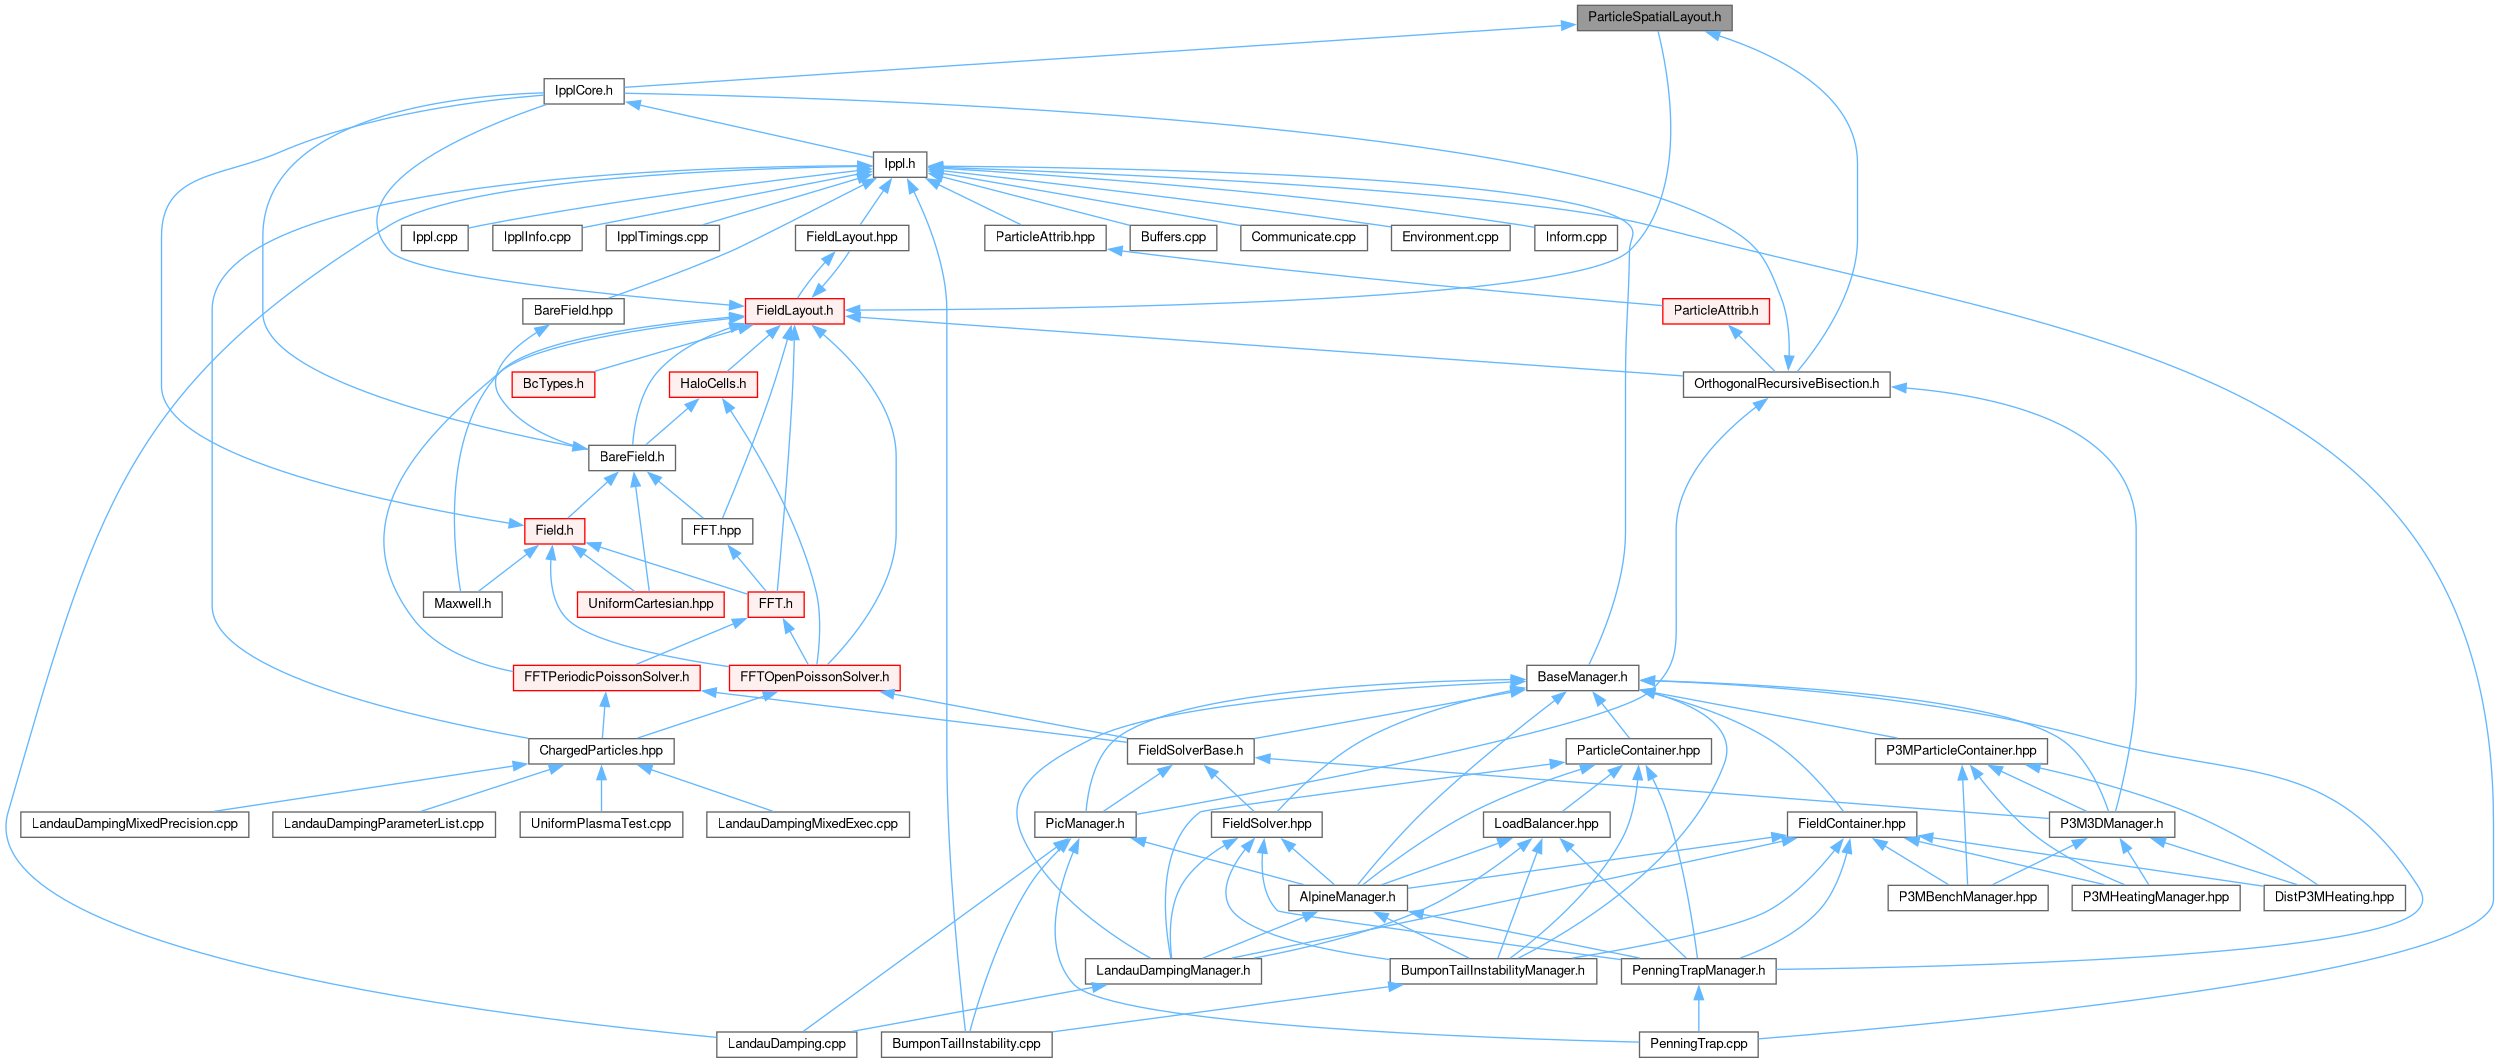 ParticleSpatialLayout.h
IpplCore.h
Ippl.h
Ippl.cpp
IpplInfo.cpp
IpplTimings.cpp
FieldLayout.hpp
ParticleAttrib.hpp
Buffers.cpp
Communicate.cpp
Environment.cpp
Inform.cpp
BareField.hpp
FieldLayout.h
ParticleAttrib.h
BcTypes.h
HaloCells.h
OrthogonalRecursiveBisection.h
BareField.h
Field.h
FFT.hpp
Maxwell.h
UniformCartesian.hpp
FFT.h
FFTPeriodicPoissonSolver.h
FFTOpenPoissonSolver.h
BaseManager.h
ChargedParticles.hpp
FieldSolverBase.h
ParticleContainer.hpp
P3MParticleContainer.hpp
LandauDampingMixedPrecision.cpp
LandauDampingParameterList.cpp
UniformPlasmaTest.cpp
LandauDampingMixedExec.cpp
PicManager.h
FieldSolver.hpp
LoadBalancer.hpp
FieldContainer.hpp
P3M3DManager.h
AlpineManager.h
P3MBenchManager.hpp
P3MHeatingManager.hpp
DistP3MHeating.hpp
LandauDampingManager.h
BumponTailInstabilityManager.h
PenningTrapManager.h
LandauDamping.cpp
BumponTailInstability.cpp
PenningTrap.cpp